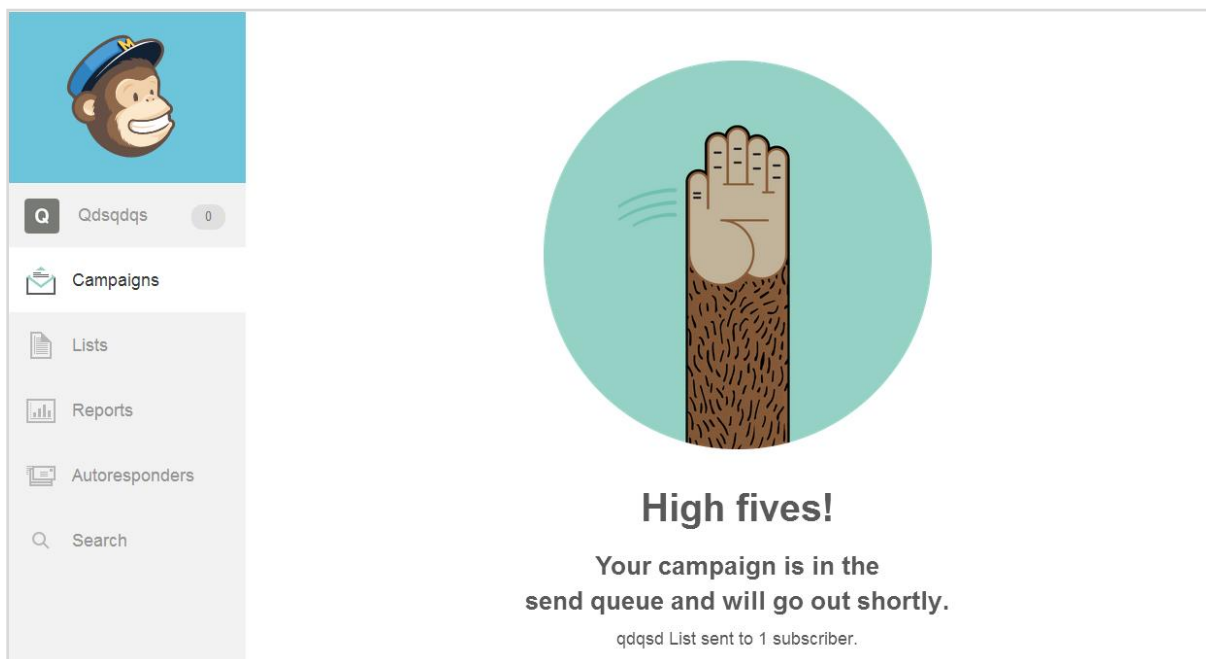 M
Q Qdsqdqs 0
Campaigns
Lists
Reports
Autoresponders
Search
High fives!
Your campaign is in the
send queue and will go out shortly.
qdqsd List sent to 1 subscriber.